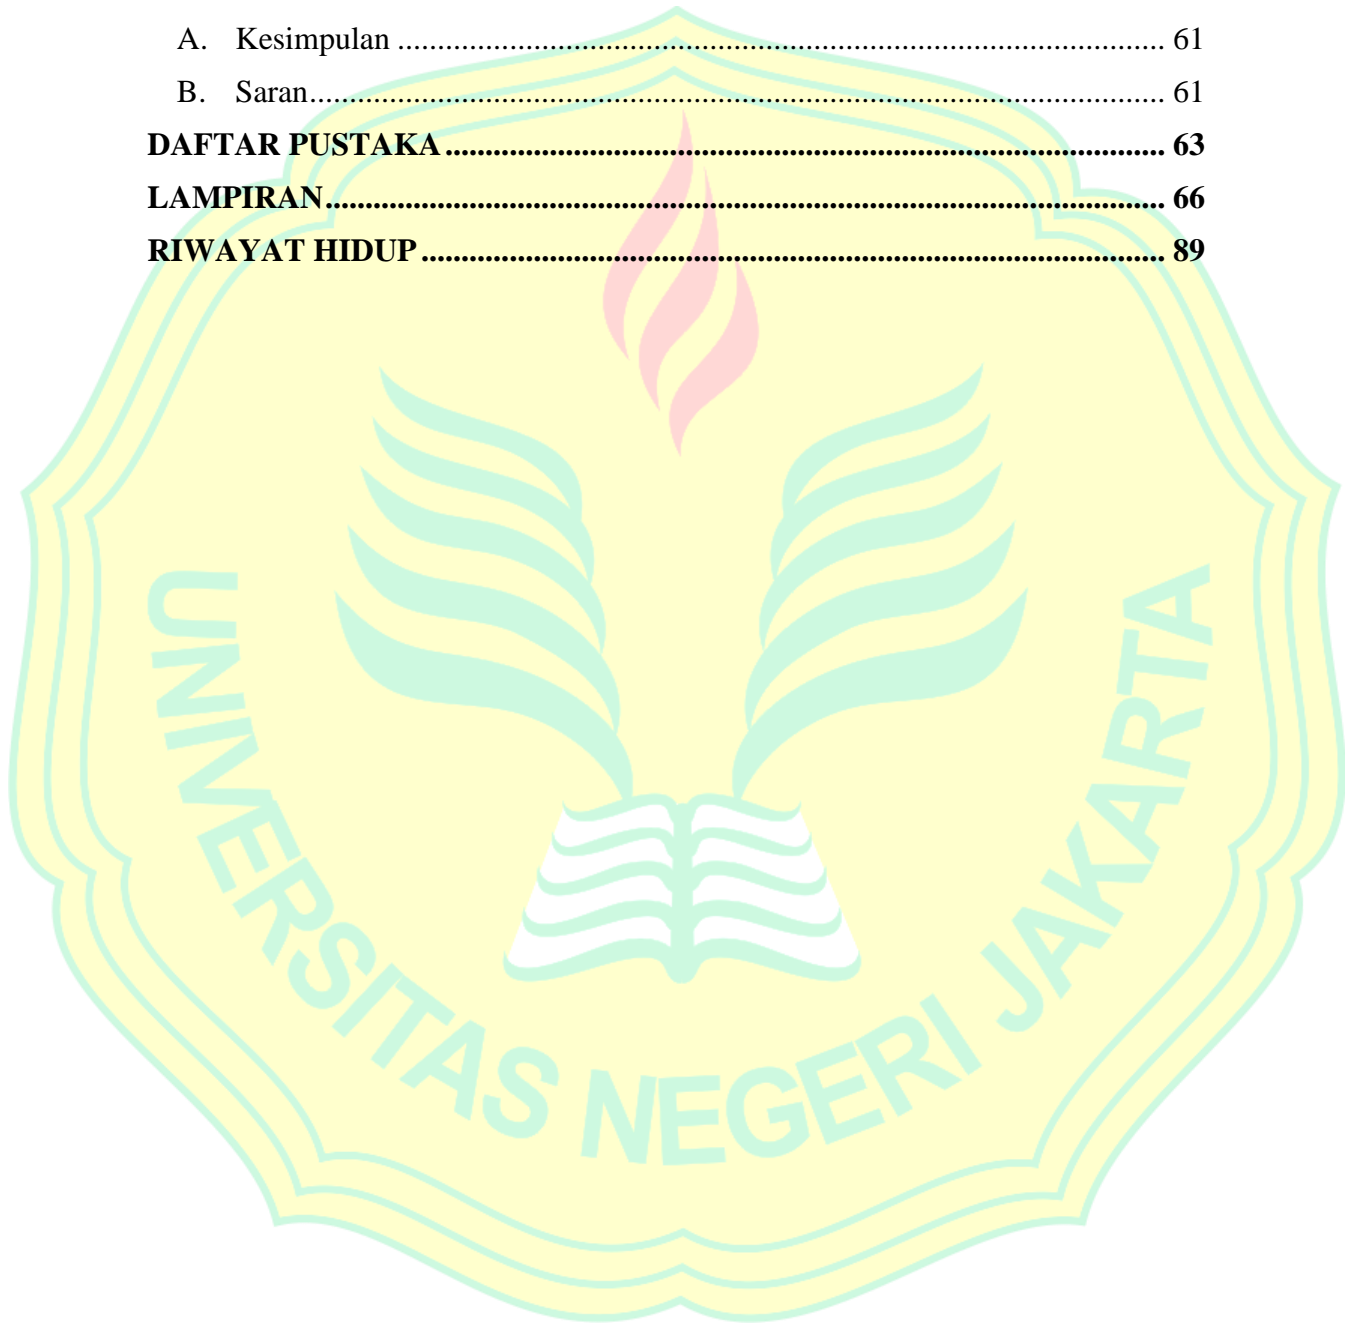 A. Kesimpulan ................................................................................................ 61
B. Saran........................................................................................................... 61
DAFTAR PUSTAKA .......................................................................................... 63
LAMPIRAN......................................................................................................... 66
RIWAYAT HIDUP ............................................................................................. 89
UNIVERSITAS NEGERI JAKARTA